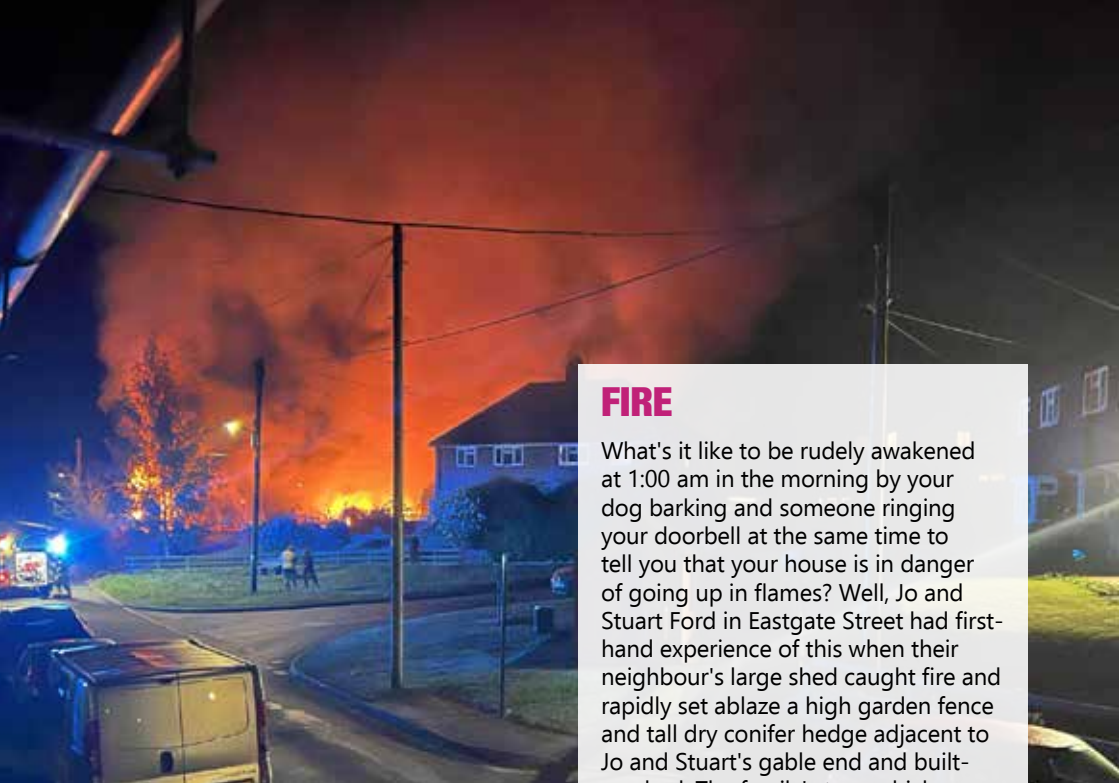 FIRE
What's it like to be rudely awakened
at 1:00 am in the morning by your
dog barking and someone ringing
your doorbell at the same time to
tell you that your house is in danger
of going up in flames? Well, Jo and
Stuart Ford in Eastgate Street had first-
hand experience of this when their
neighbour's large shed caught fire and
rapidly set ablaze a high garden fence
and tall dry conifer hedge adjacent to
Jo and Stuart's gable end and built-